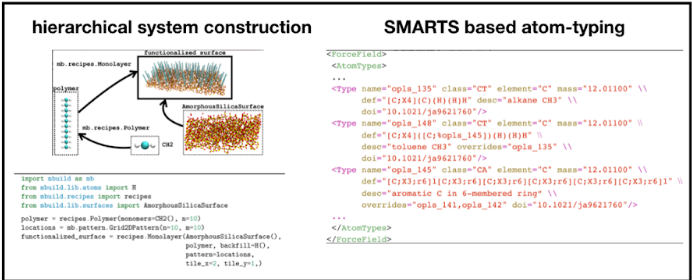 hierarchical system construction
SMARTS based atom-typing
functionalized surface
mb.recipes.Monolayer
polymer
AmorphousSilicaSurface
mb.recipes.Polymer
CH2
import mbuild as mb
from mbuild.lib.atoms import H
from mbuild.recipes import recipes
from mbuild.lib.surfaces import AmorphousSilicaSurface
polymer = recipes.Polymer(monomers=CH2(), n=10)
locations = mb.pattern.Grid2DPattern(n=10, m=10)
functionalized_surface = recipes.Monolayer(AmorphousSilicaSurface(),
polymer, backfill=H(),
pattern=locations,
tile_x=2, tile_y=1,)
<ForceField>
<AtomTypes>
...
<Type name="opls_135" class="CT" element="C" mass="12.01100" \\
def="[C;X4](C)(H)(H)H" desc="alkane CH3" \\
doi="10.1021/ja9621760"/>
<Type name="opls_148" class="CT" element="C" mass="12.01100" \\
def="[C;X4]([C;%opls_145])(H)(H)H" \\
desc="toluene CH3" overrides="opls_135" \\
doi="10.1021/ja9621760"/>
<Type name="opls_145" class="CA" element="C" mass="12.01100" \\
def="[C;X3;r6]1[C;X3;r6][C;X3;r6][C;X3;r6][C;X3;r6][C;X3;r6]1" \\
desc="aromatic C in 6-membered ring" \\
overrides="opls_141,opls_142" doi="10.1021/ja9621760"/>
...
</AtomTypes>
</ForceField>